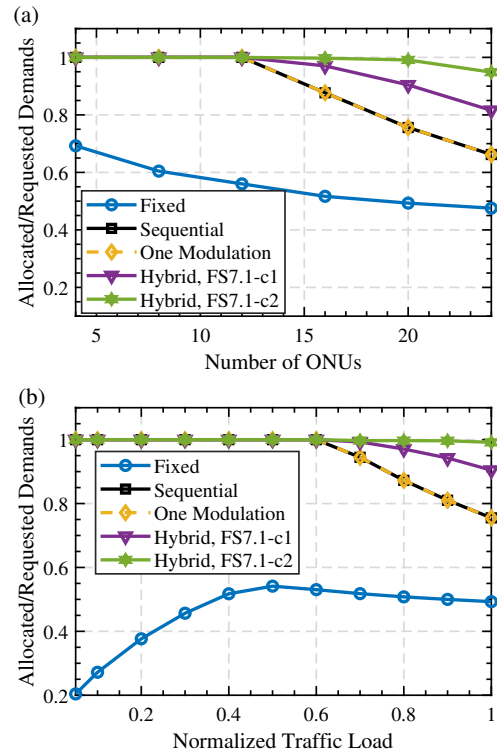 (a)
1
0.8
0.6
0.4
0.2
Allocated/Requested Demands
Fixed
Sequential
One Modulation
Hybrid, FS7.1-c1
Hybrid, FS7.1-c2
5 10 15 20
Number of ONUs
(b)
1
0.8
0.6
0.4
0.2
Allocated/Requested Demands
Fixed
Sequential
One Modulation
Hybrid, FS7.1-c1
Hybrid, FS7.1-c2
0.2 0.4 0.6 0.8 1
Normalized Traffic Load